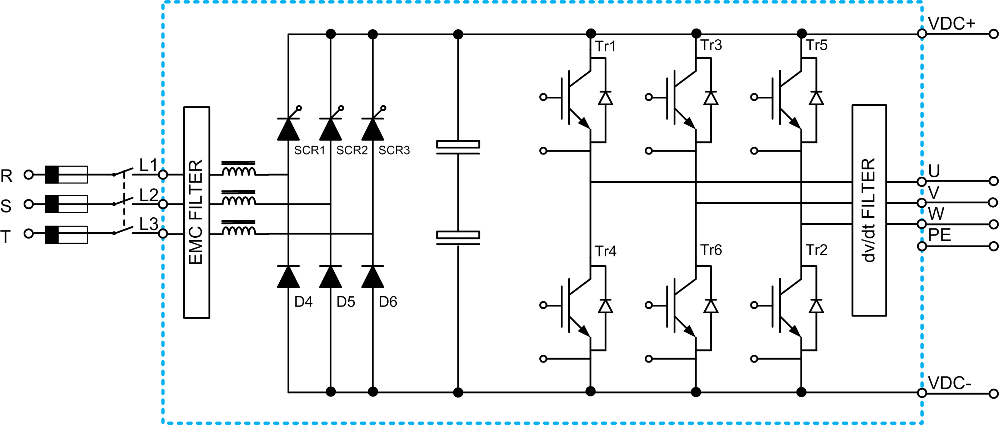 VDC+
Tr1
Tr3
Tr5
SCR1
SCR2
SCR3
R
L1
S
L2
T
L3
EMC FILTER
dv/dt FILTER
U
V
W
PE
Tr4
Tr6
Tr2
D4
D5
D6
VDC-